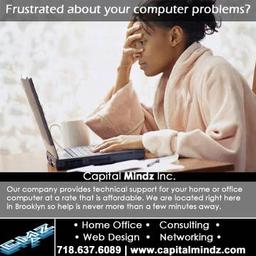 Frustrated about your computer problems?
Capital Mindz Inc.
Our company provides technical support for your home or office
computer at a rate that is affordable. We are located right here
in Brooklyn so help is never more than a few minutes away.
• Home Office • Consulting •
• Web Design • Networking •
718.637.6089 | www.capitalmindz.com